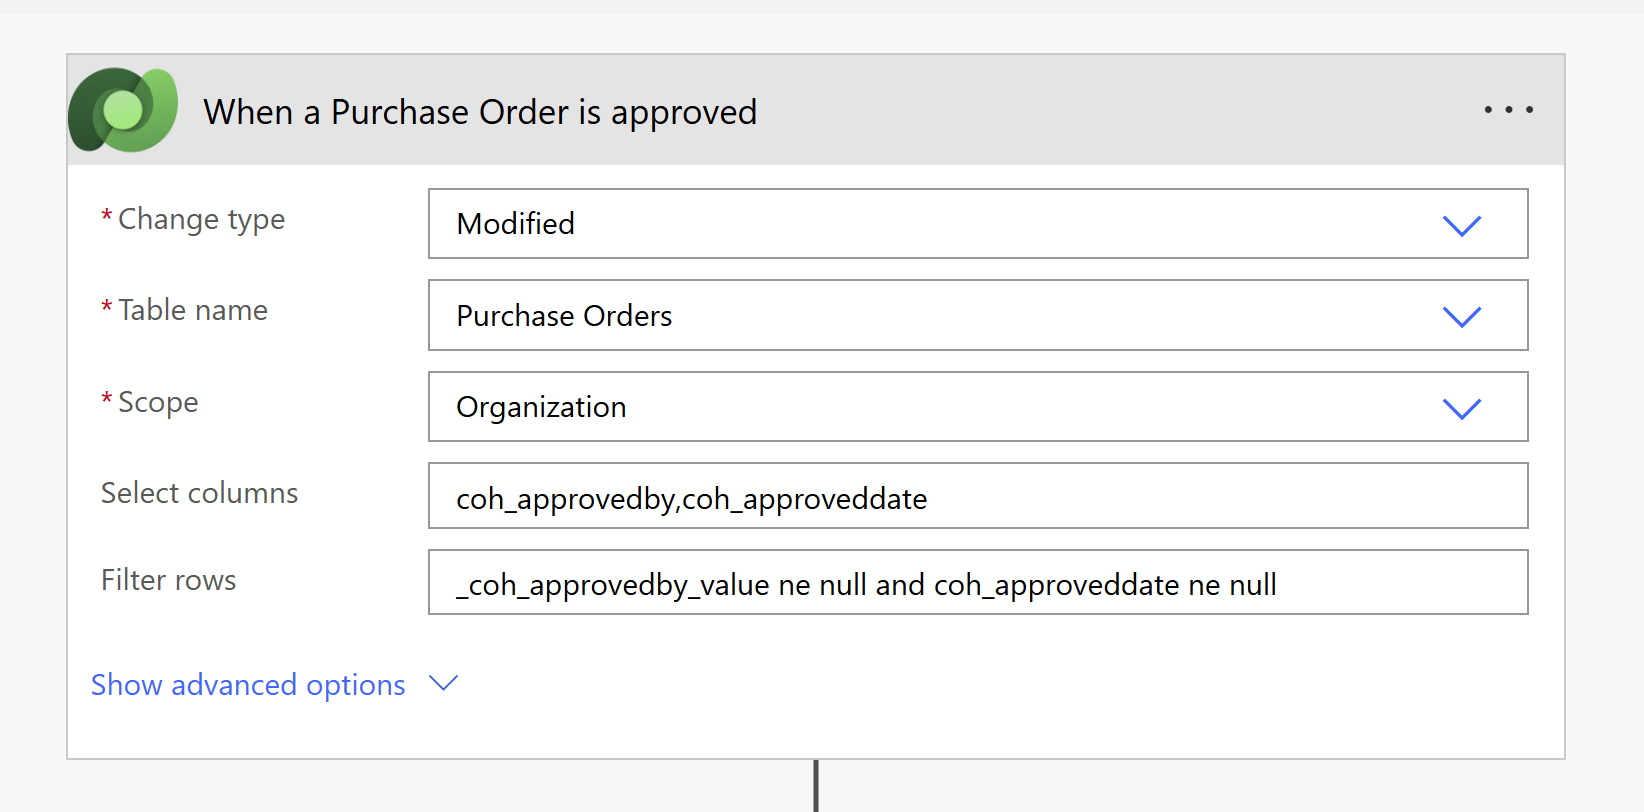 When a Purchase Order is approved
* Change type
Modified
* Table name
Purchase Orders
* Scope
Organization
Select columns
coh_approvedby,coh_approveddate
Filter rows
_coh_approvedby_value ne null and coh_approveddate ne null
Show advanced options